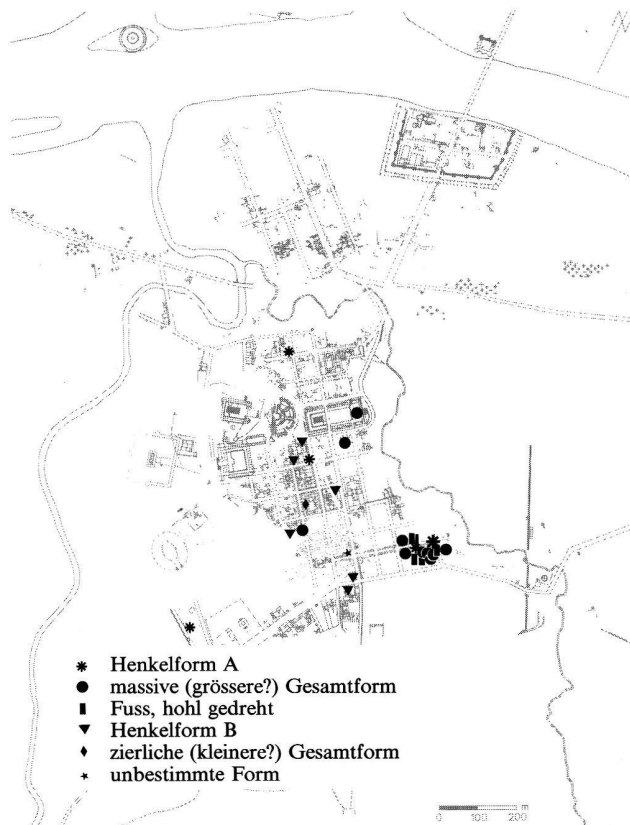 N
Henkelform A
massive (grössere?) Gesamtform
Fuss, hohl gedreht
Henkelform B
zierliche (kleinere?) Gesamtform
unbestimmte Form
0 100 200 m